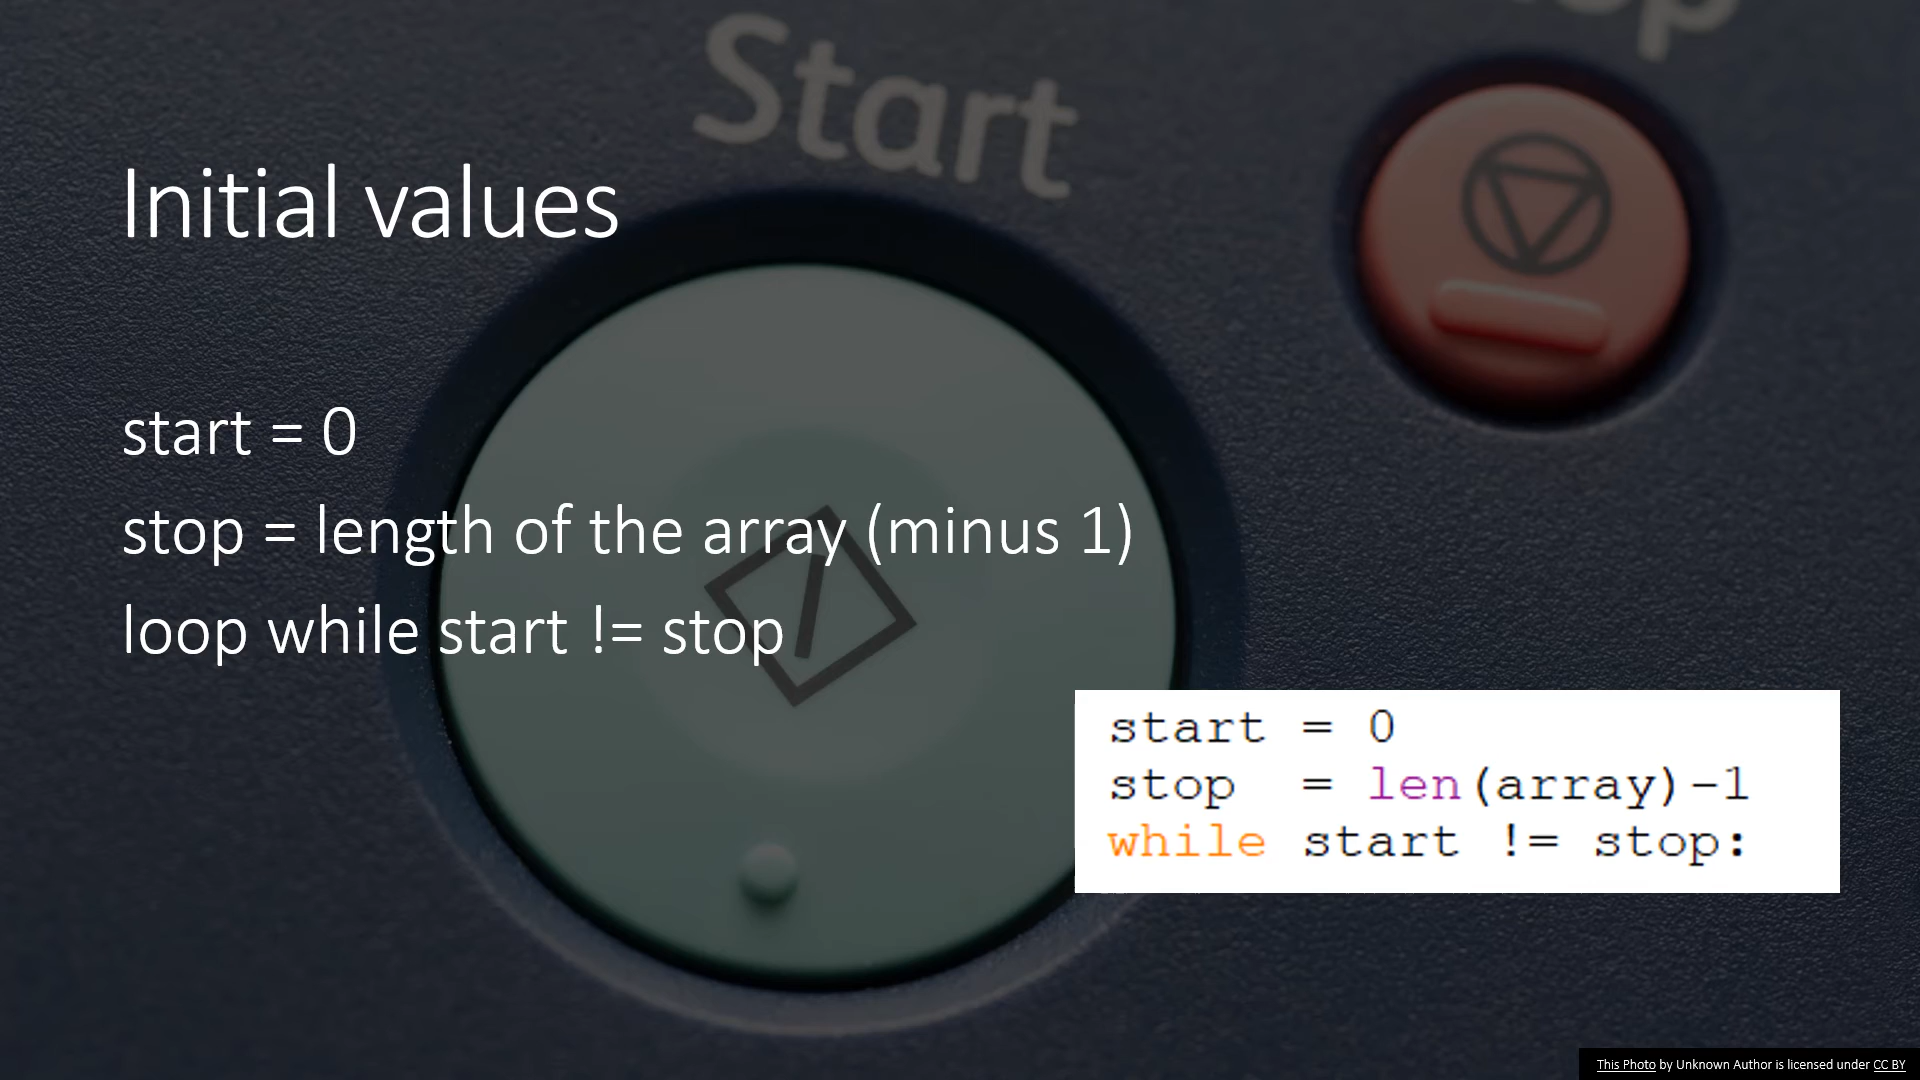 Start
Initial values
start = 0
stop = length of the array (minus 1)
loop while start != stop
start = 0
stop = len(array)-1
while start != stop:
This Photo by Unknown Author is licensed under CC BY